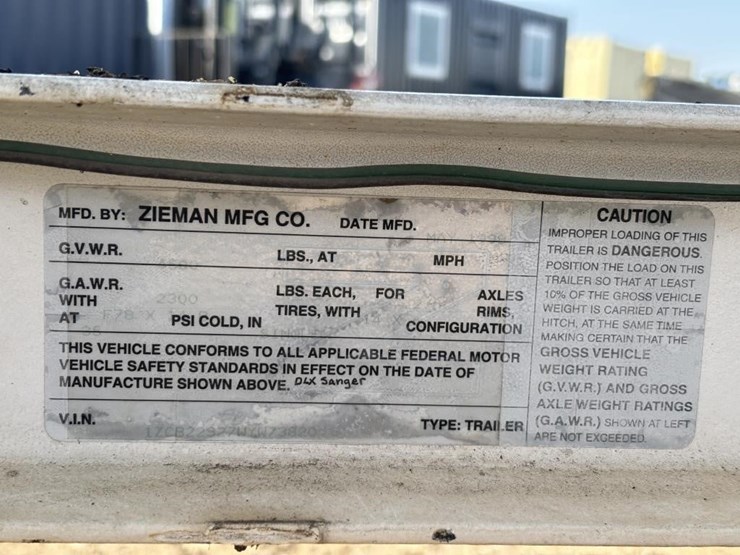 MFD. BY: ZIEMAN MFG CO. DATE MFD.
G.V.W.R. LBS., AT MPH
G.A.W.R. LBS. EACH, FOR AXLES
WITH 2300 TIRES, WITH RIMS,
AT PSI COLD, IN CONFIGURATION
THIS VEHICLE CONFORMS TO ALL APPLICABLE FEDERAL MOTOR
VEHICLE SAFETY STANDARDS IN EFFECT ON THE DATE OF
MANUFACTURE SHOWN ABOVE. DLX Sanger
V.I.N. TYPE: TRAILER
CAUTION
IMPROPER LOADING OF THIS
TRAILER IS DANGEROUS.
POSITION THE LOAD ON THIS
TRAILER SO THAT AT LEAST
10% OF THE GROSS VEHICLE
WEIGHT IS CARRIED AT THE
HITCH, AT THE SAME TIME
MAKING CERTAIN THAT THE
GROSS VEHICLE
WEIGHT RATING
(G.V.W.R.) AND GROSS
AXLE WEIGHT RATINGS
(G.A.W.R.) SHOWN AT LEFT
ARE NOT EXCEEDED.